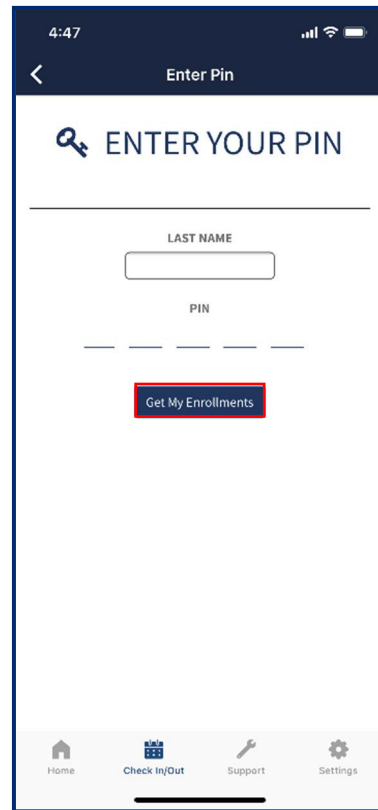 4:47
Enter Pin
ENTER YOUR PIN
LAST NAME
PIN
Get My Enrollments
Home Check In/Out Support Settings